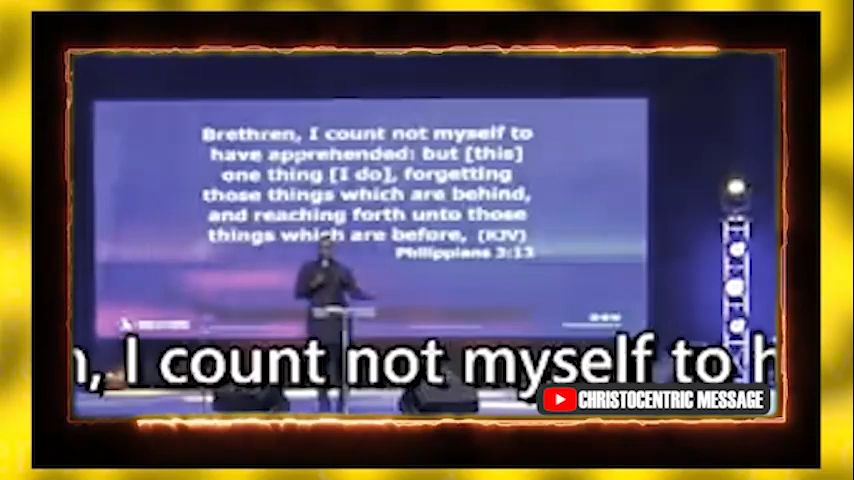 Brethren, I count not myself to
have apprehended: but [this]
one thing [I do], forgetting
those things which are behind,
and reaching forth unto those
things which are before, (KJV)
Philippians 3:13
, I count not myself to
CHRISTOCENTRIC MESSAGE